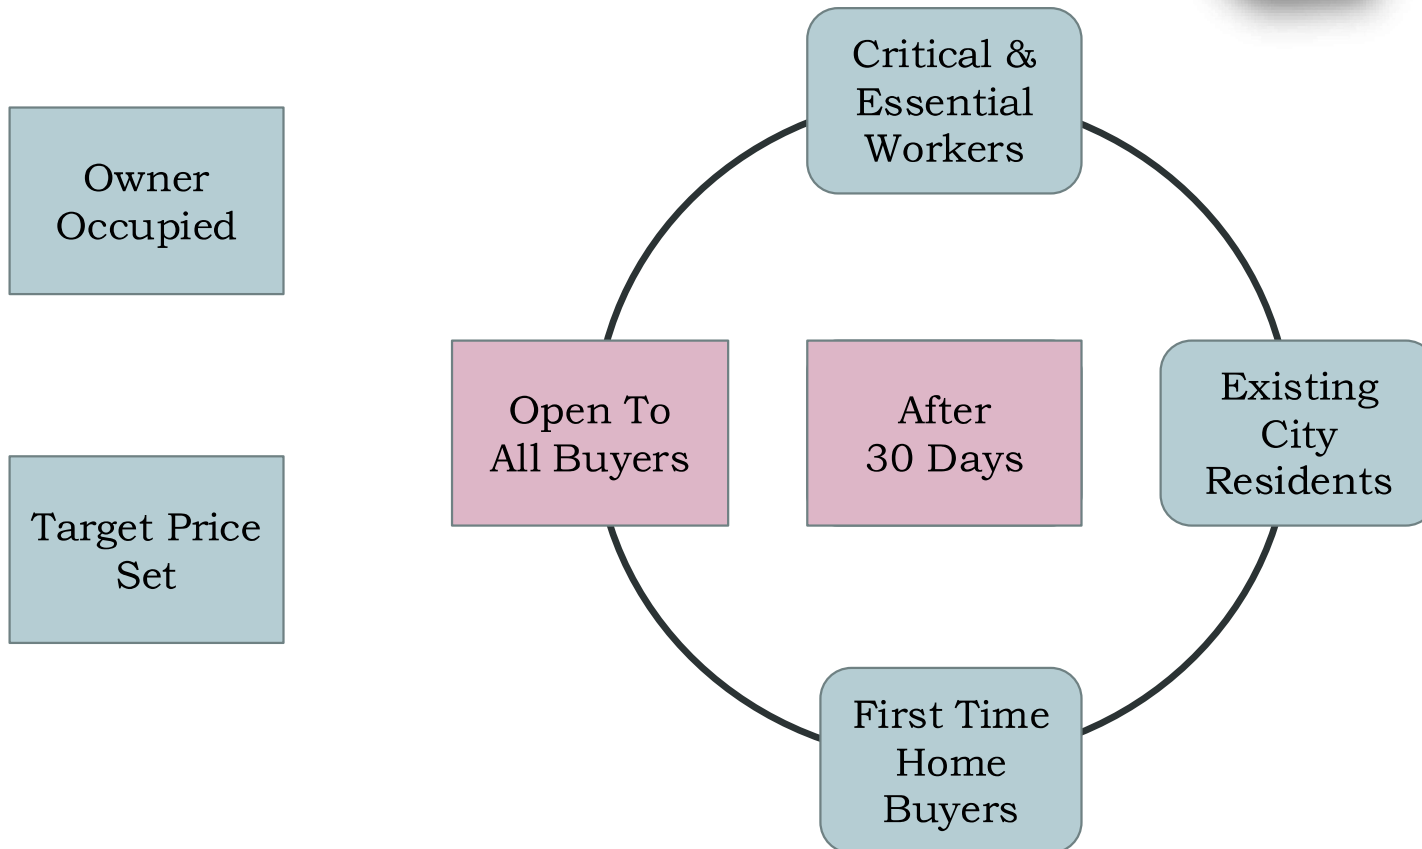 Critical &
Essential
Workers
Owner
Occupied
Open To
All Buyers
After
30 Days
Existing
City
Residents
Target Price
Set
First Time
Home
Buyers